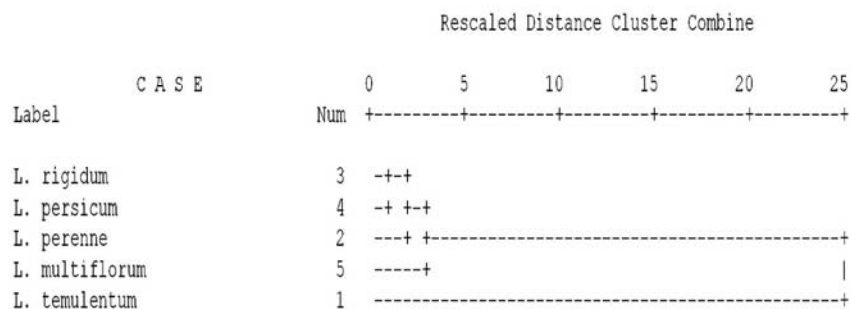 Rescaled Distance Cluster Combine
C A S E 0 5 10 15 20 25
Label Num +---------+---------+---------+---------+---------+
L. rigidum 3 -+-+
L. persicum 4 -+ +-+
L. perenne 2 ---+ +-------------------------------------------+
L. multiflorum 5 -----+ |
L. temulentum 1 -------------------------------------------------+